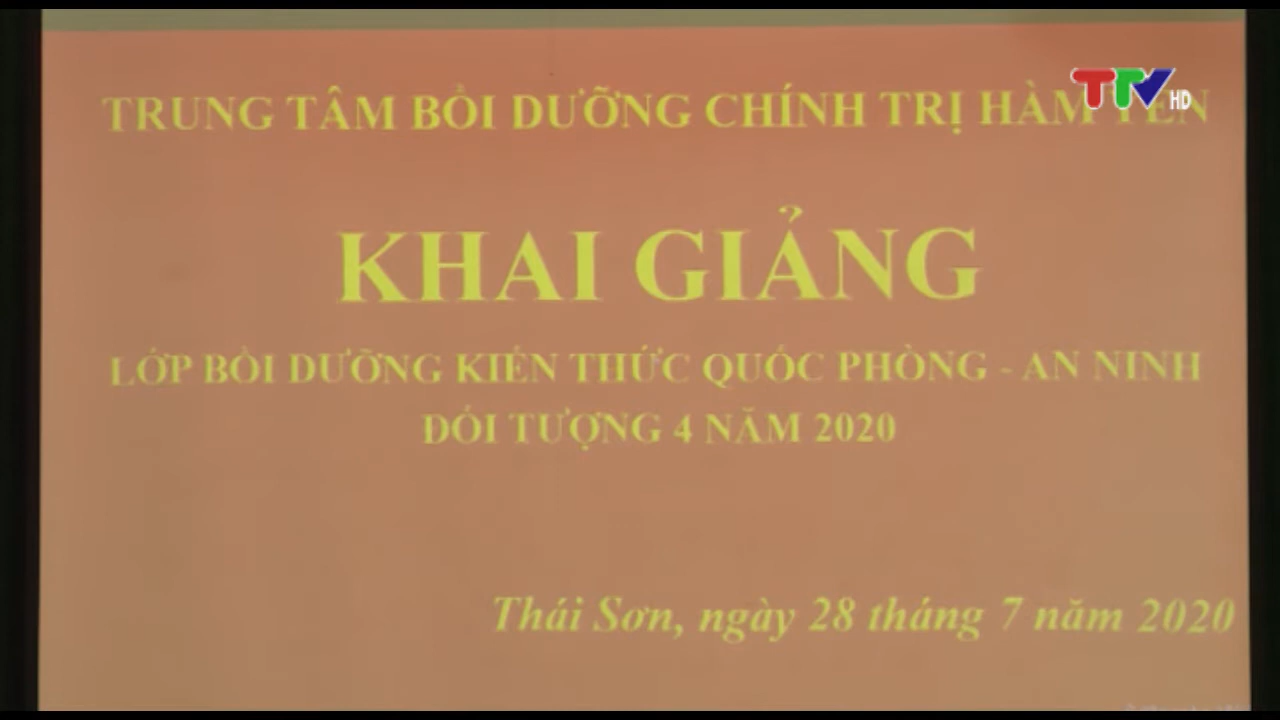 TTV HD
TRUNG TÂM BỒI DƯỠNG CHÍNH TRỊ HÀM YÊN
KHAI GIẢNG
LỚP BỒI DƯỠNG KIẾN THỨC QUỐC PHÒNG - AN NINH
ĐỐI TƯỢNG 4 NĂM 2020
Thái Sơn, ngày 28 tháng 7 năm 2020